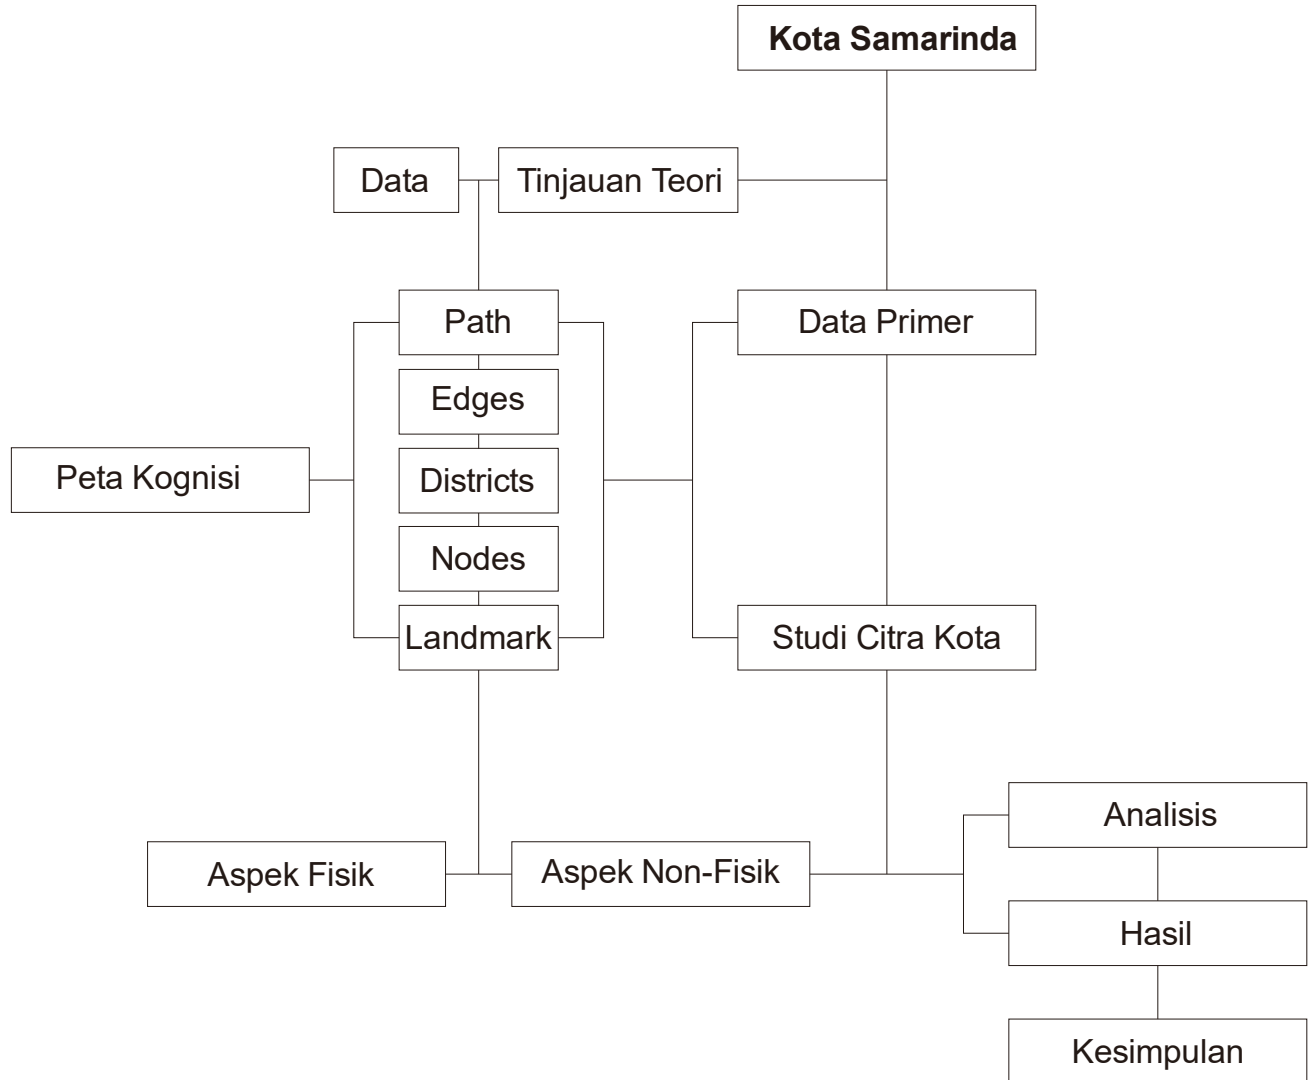 Kota Samarinda
Data
Tinjauan Teori
Path
Data Primer
Edges
Peta Kognisi
Districts
Nodes
Landmark
Studi Citra Kota
Analisis
Aspek Fisik
Aspek Non-Fisik
Hasil
Kesimpulan